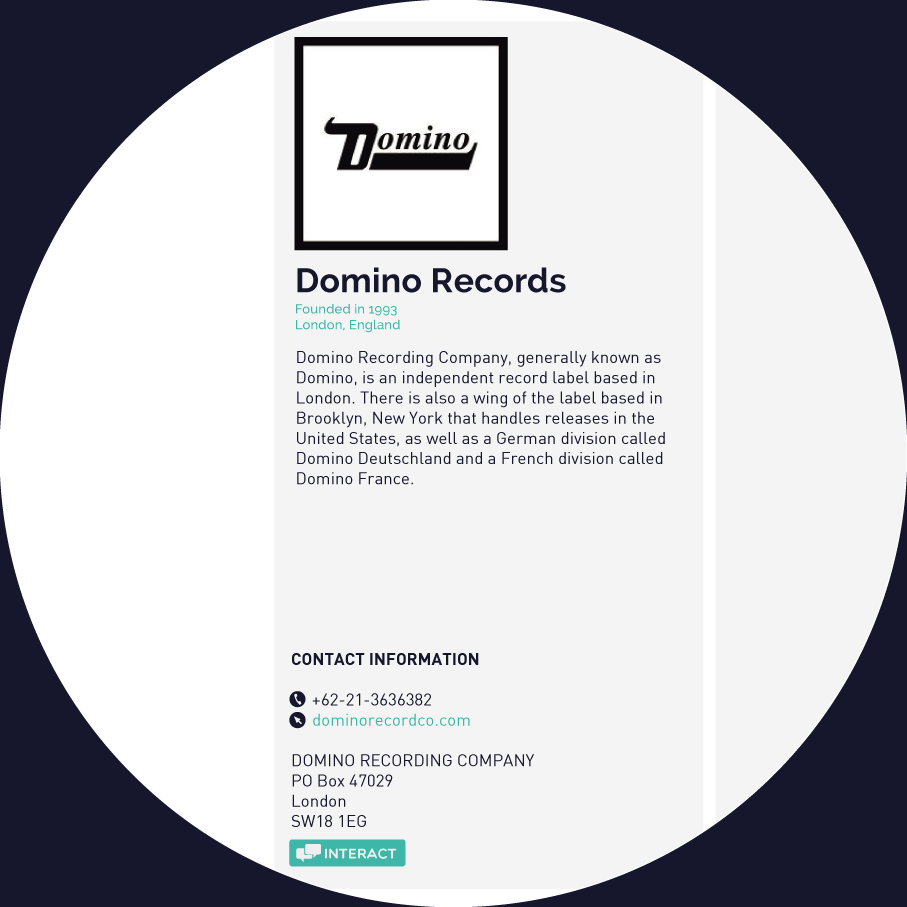 Domino
Domino Records
Founded in 1993
London, England
Domino Recording Company, generally known as
Domino, is an independent record label based in
London. There is also a wing of the label based in
Brooklyn, New York that handles releases in the
United States, as well as a German division called
Domino Deutschland and a French division called
Domino France.
CONTACT INFORMATION
+62-21-3636382
dominorecordco.com
DOMINO RECORDING COMPANY
PO Box 47029
London
SW18 1EG
INTERACT